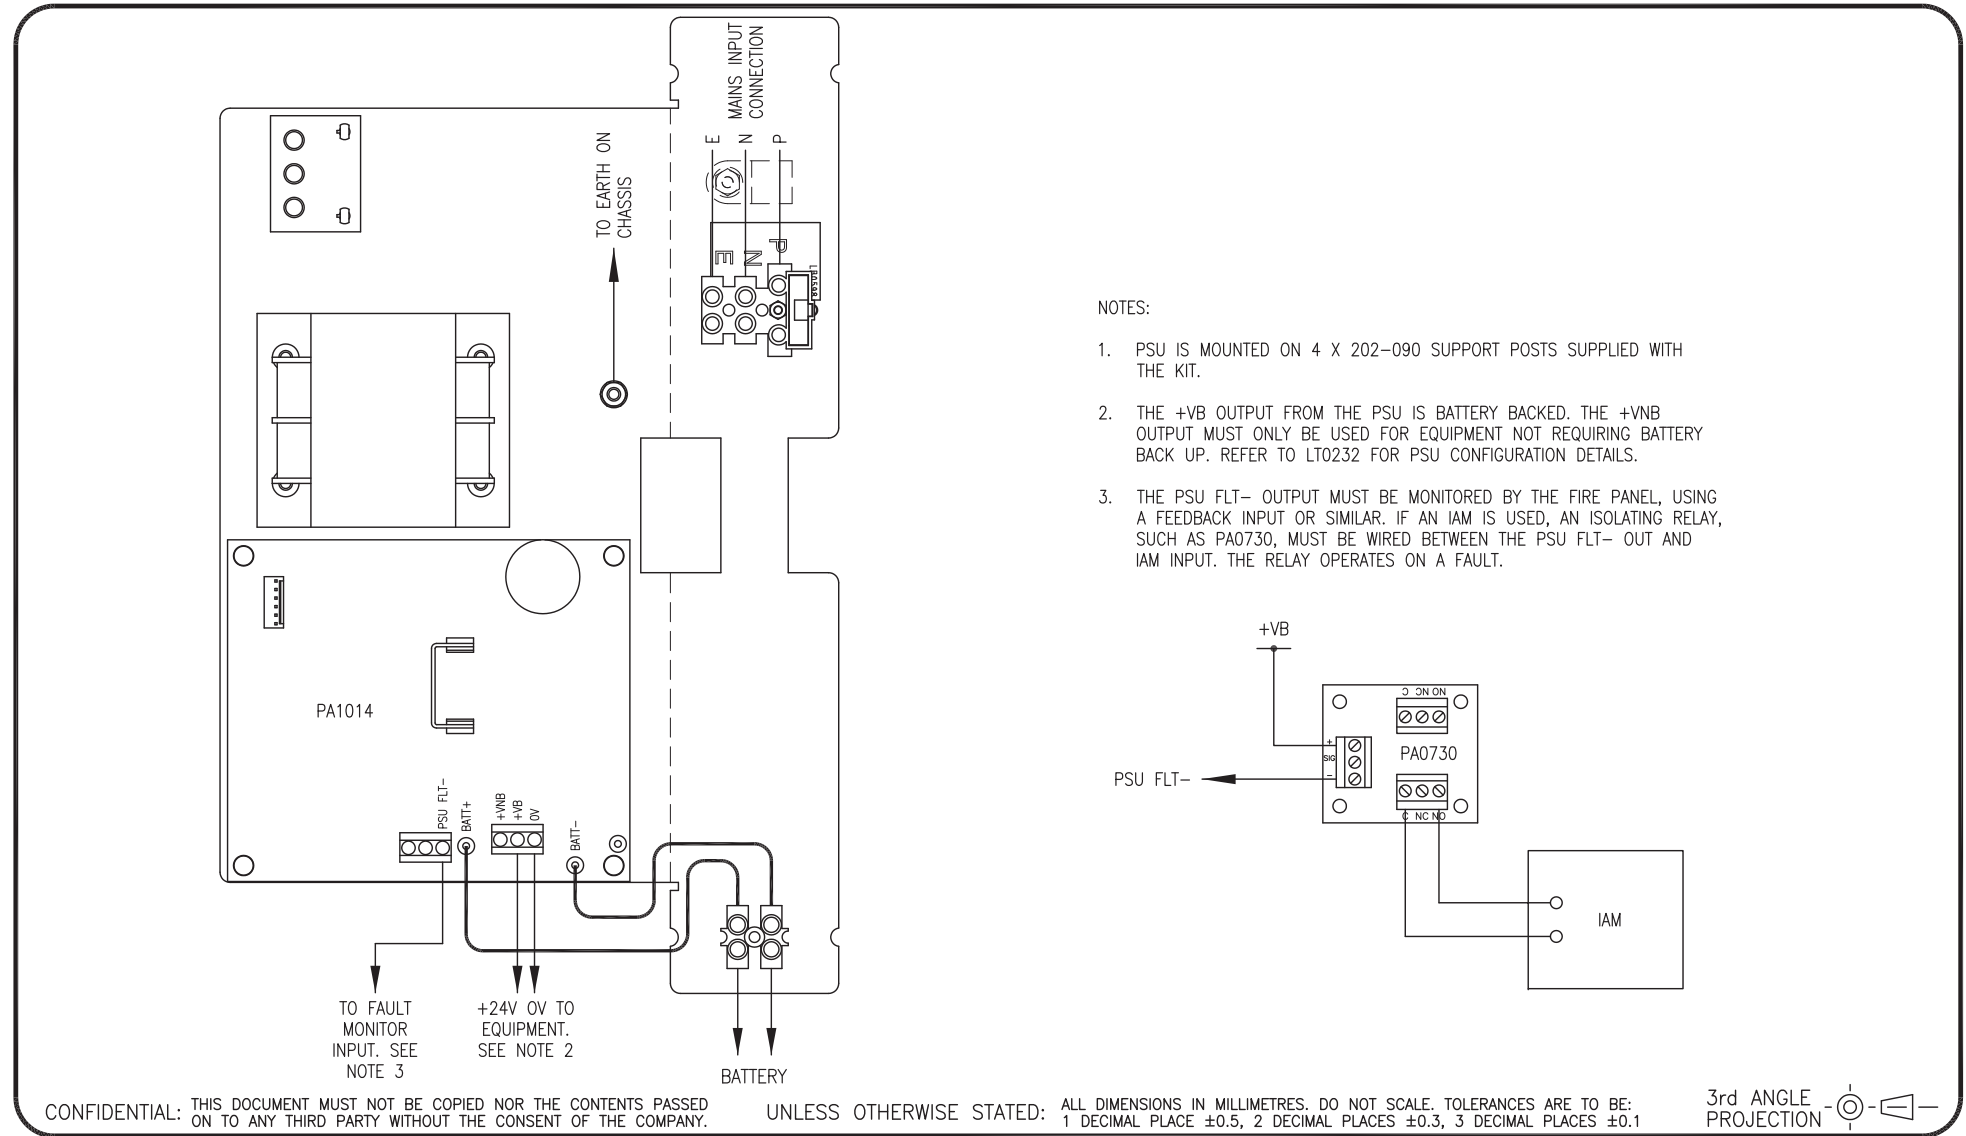 MAINS INPUT
CONNECTION
E
N
P
TO EARTH ON
CHASSIS
E
N
P
NOTES:
1. PSU IS MOUNTED ON 4 X 202-090 SUPPORT POSTS SUPPLIED WITH
THE KIT.
2. THE +VB OUTPUT FROM THE PSU IS BATTERY BACKED. THE +VNB
OUTPUT MUST ONLY BE USED FOR EQUIPMENT NOT REQUIRING BATTERY
BACK UP. REFER TO LT0232 FOR PSU CONFIGURATION DETAILS.
3. THE PSU FLT- OUTPUT MUST BE MONITORED BY THE FIRE PANEL, USING
A FEEDBACK INPUT OR SIMILAR. IF AN IAM IS USED, AN ISOLATING RELAY,
SUCH AS PA0730, MUST BE WIRED BETWEEN THE PSU FLT- OUT AND
IAM INPUT. THE RELAY OPERATES ON A FAULT.
PA1014
PSU FLT-
BATT+
+VNB
+VB
0V
BATT-
TO FAULT
MONITOR
INPUT. SEE
NOTE 3
+24V 0V TO
EQUIPMENT.
SEE NOTE 2
BATTERY
+VB
C NC NO
+
SIG
-
PA0730
PSU FLT-
C NC NO
IAM
CONFIDENTIAL: THIS DOCUMENT MUST NOT BE COPIED NOR THE CONTENTS PASSED
ON TO ANY THIRD PARTY WITHOUT THE CONSENT OF THE COMPANY.
UNLESS OTHERWISE STATED: ALL DIMENSIONS IN MILLIMETRES. DO NOT SCALE. TOLERANCES ARE TO BE:
1 DECIMAL PLACE ±0.5, 2 DECIMAL PLACES ±0.3, 3 DECIMAL PLACES ±0.1
3rd ANGLE
PROJECTION